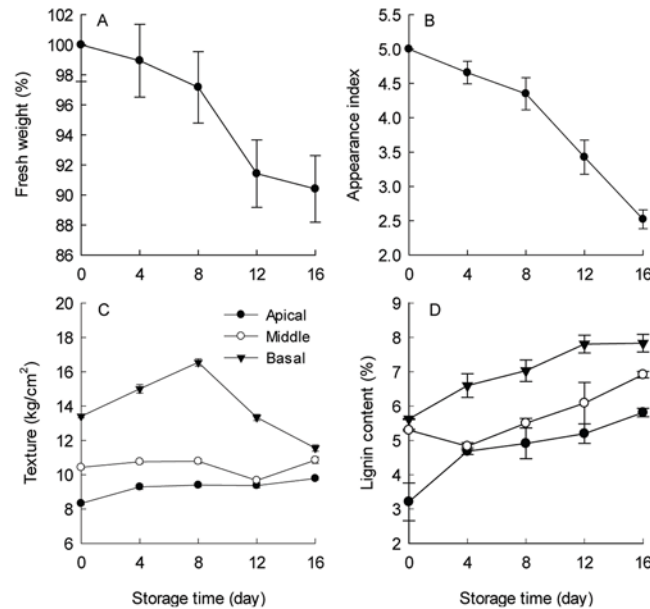 A
Fresh weight (%)
102
100
98
96
94
92
90
88
86
0 4 8 12 16
B
Appearance index
5.5
5.0
4.5
4.0
3.5
3.0
2.5
2.0
0 4 8 12 16
C
Apical
Middle
Basal
Texture (kg/cm²)
20
18
16
14
12
10
8
6
0 4 8 12 16
Storage time (day)
D
Lignin content (%)
9
8
7
6
5
4
3
2
0 4 8 12 16
Storage time (day)